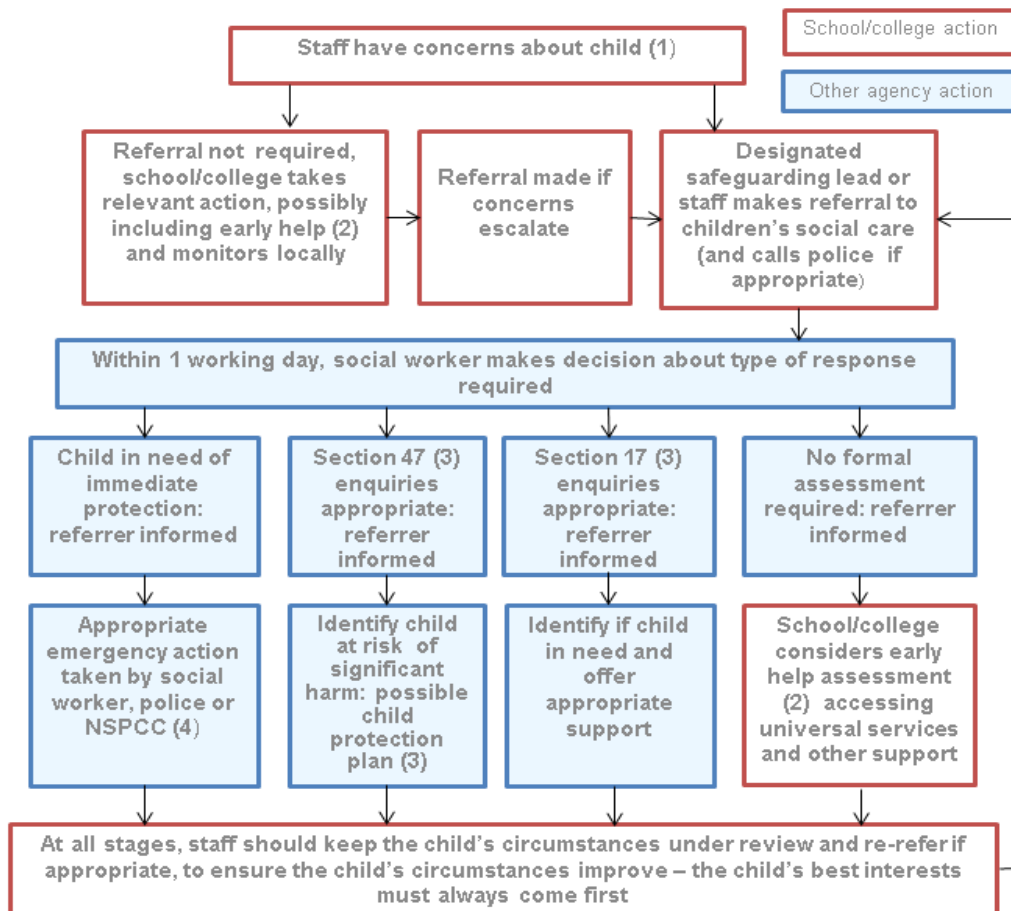 Staff have concerns about child (1)
School/college action
Other agency action
Referral not required,
school/college takes
relevant action, possibly
including early help (2)
and monitors locally
Referral made if
concerns
escalate
Designated
safeguarding lead or
staff makes referral to
children’s social care
(and calls police if
appropriate)
Within 1 working day, social worker makes decision about type of response
required
Child in need of
immediate
protection:
referrer informed
Section 47 (3)
enquiries
appropriate:
referrer
informed
Section 17 (3)
enquiries
appropriate:
referrer
informed
No formal
assessment
required: referrer
informed
Appropriate
emergency action
taken by social
worker, police or
NSPCC (4)
Identify child
at risk of
significant
harm: possible
child
protection
plan (3)
Identify if child
in need and
offer
appropriate
support
School/college
considers early
help assessment
(2) accessing
universal services
and other support
At all stages, staff should keep the child’s circumstances under review and re-refer if
appropriate, to ensure the child’s circumstances improve – the child’s best interests
must always come first